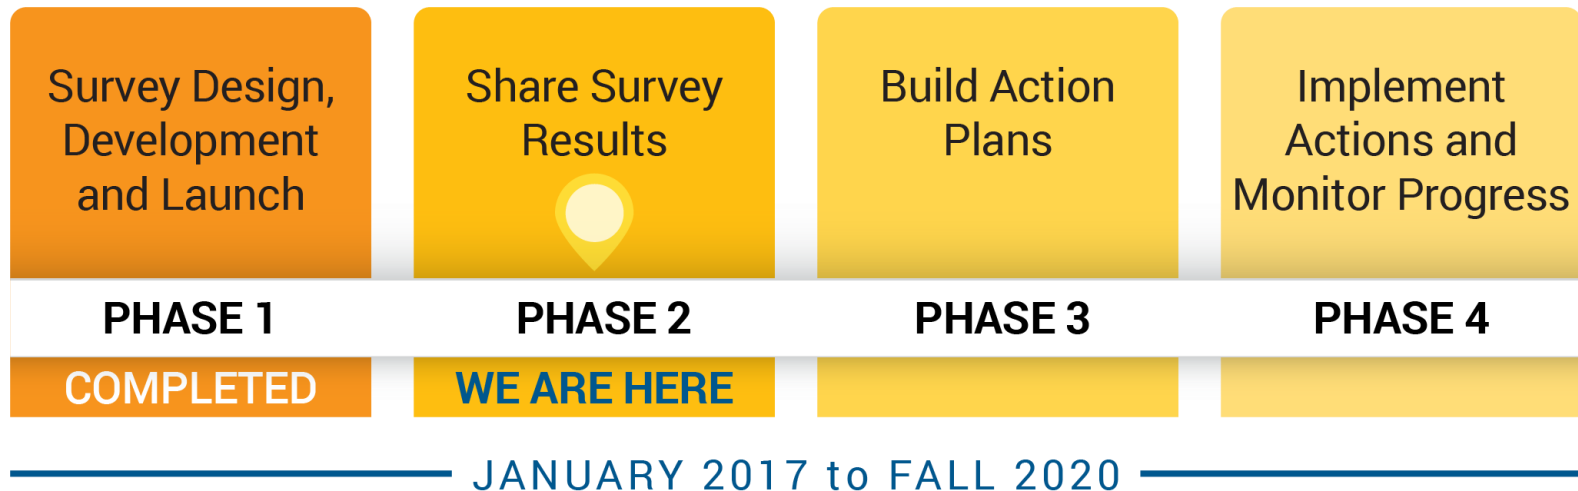 Survey Design,
Development
and Launch
PHASE 1
COMPLETED
Share Survey
Results
PHASE 2
WE ARE HERE
Build Action
Plans
PHASE 3
Implement
Actions and
Monitor Progress
PHASE 4
JANUARY 2017 to FALL 2020